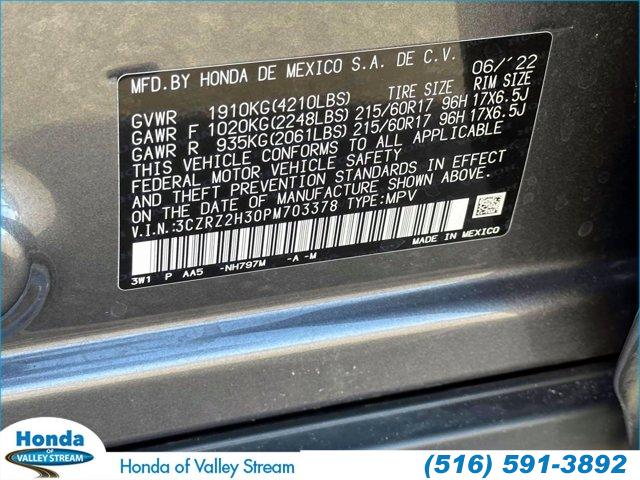 MFD.BY HONDA DE MEXICO S.A. DE C.V. 06/'22
GVWR 1910KG(4210LBS) TIRE SIZE RIM SIZE
GAWR F 1020KG(2248LBS) 215/60R17 96H 17X6.5J
GAWR R 935KG(2061LBS) 215/60R17 96H 17X6.5J
THIS VEHICLE CONFORMS TO ALL APPLICABLE
FEDERAL MOTOR VEHICLE SAFETY
AND THEFT PREVENTION STANDARDS IN EFFECT
ON THE DATE OF MANUFACTURE SHOWN ABOVE.
V.I.N.:3CZRZ2H30PM703378 TYPE:MPV
3W1 P AA5 -NH797M -A -M
MADE IN MEXICO
Honda
OF
VALLEY STREAM
Honda of Valley Stream
(516) 591-3892